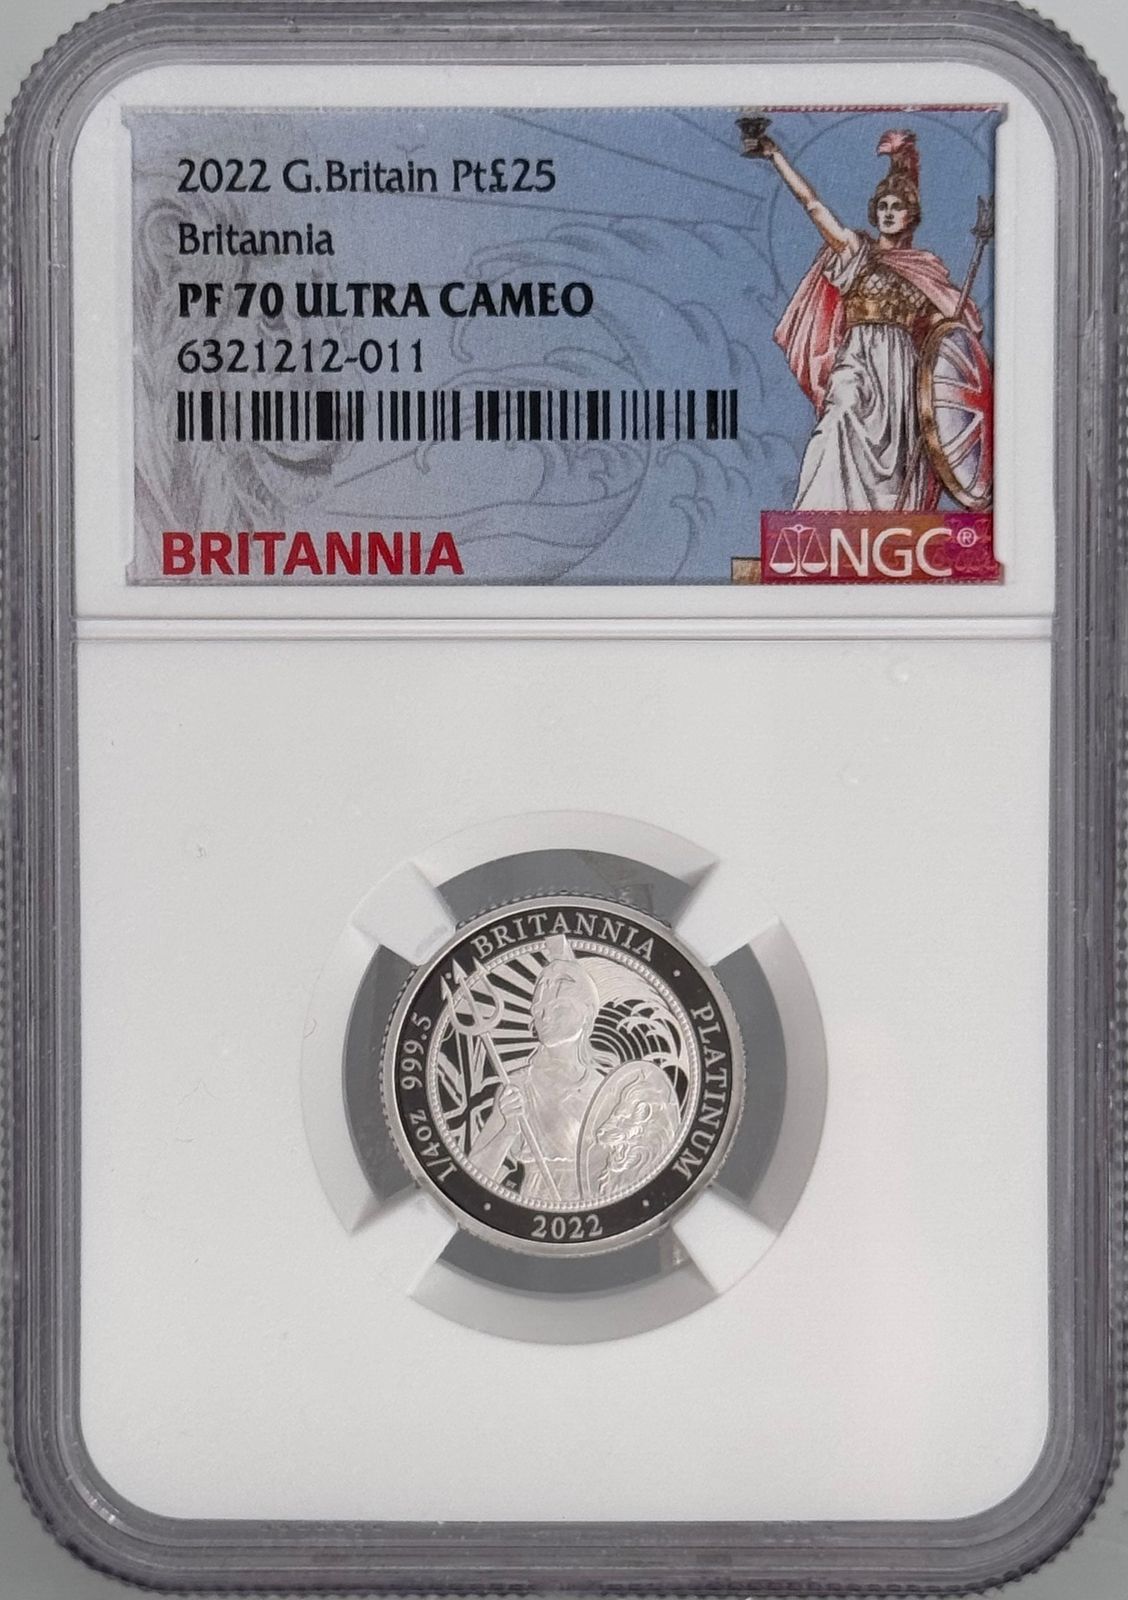 2022 G.Britain Pt£25
Britannia
PF 70 ULTRA CAMEO
6321212-011
BRITANNIA
NGC®
BRITANNIA · PLATINUM · 2022 · 1/4oz 999.5